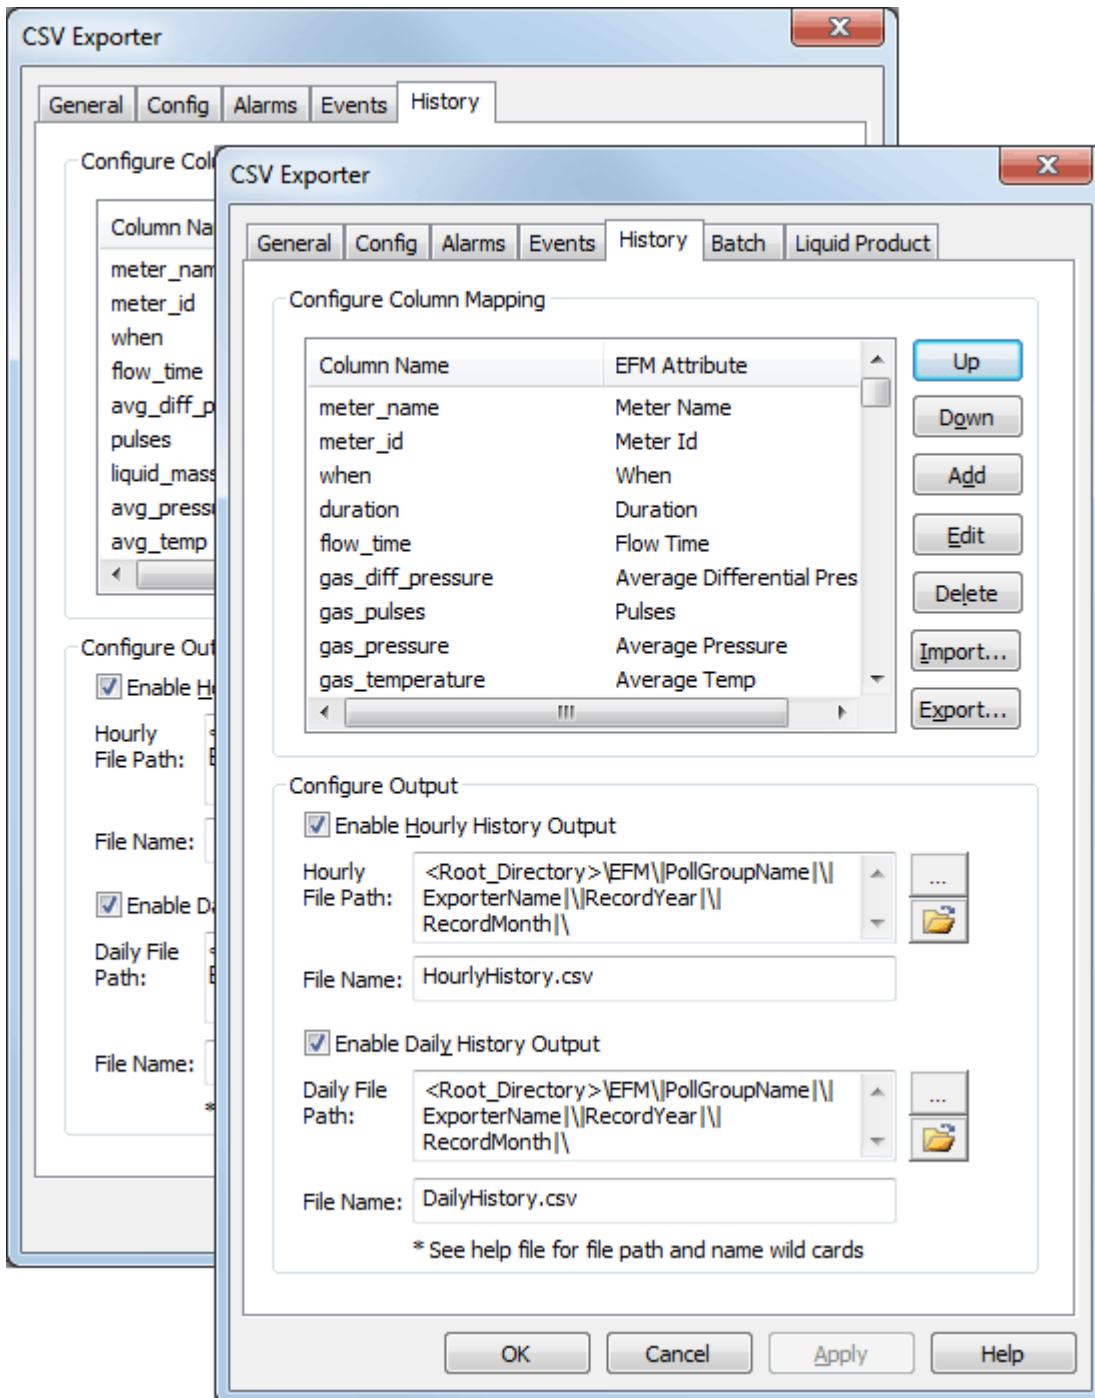 CSV Exporter
General Config Alarms Events History
Configure Col
Column Na
meter_nam
meter_id
when
flow_time
avg_diff_p
pulses
liquid_mass
avg_pressu
avg_temp
Configure Out
Enable H
Hourly
File Path:
File Name:
Enable Da
Daily File
Path:
File Name:
*
CSV Exporter
General Config Alarms Events History Batch Liquid Product
Configure Column Mapping
Column Name EFM Attribute
meter_name Meter Name
meter_id Meter Id
when When
duration Duration
flow_time Flow Time
gas_diff_pressure Average Differential Pres
gas_pulses Pulses
gas_pressure Average Pressure
gas_temperature Average Temp
Up
Down
Add
Edit
Delete
Import...
Export...
Configure Output
Enable Hourly History Output
Hourly
File Path:
<Root_Directory>\EFM\|PollGroupName|\|
ExporterName|\|RecordYear|\|
RecordMonth|\
...
File Name: HourlyHistory.csv
Enable Daily History Output
Daily File
Path:
<Root_Directory>\EFM\|PollGroupName|\|
ExporterName|\|RecordYear|\|
RecordMonth|\
...
File Name: DailyHistory.csv
* See help file for file path and name wild cards
OK Cancel Apply Help